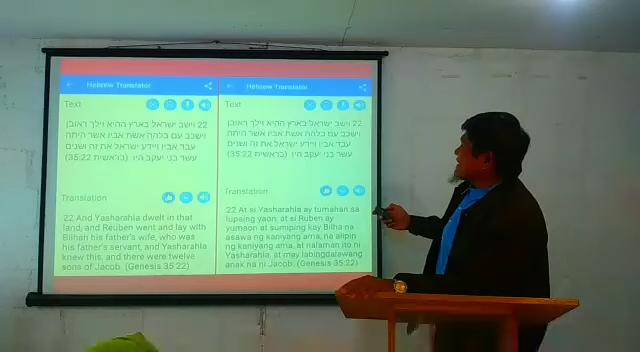 Hebrew Translator
Text
22 וישב ישראל בארץ ההיא וילך ראובן
וישכב עם בלהה אשת אביו אשר היתה
עבד אביו ויידע ישראל את זה ושנים
עשר בני יעקב היו (בראשית 35:22)
Translation
22 And Yasharahla dwelt in that
land, and Reuben went and lay with
Bilhah his father's wife, who was
his father's servant, and Yasharahla
knew this, and there were twelve
sons of Jacob. (Genesis 35:22)
Hebrew Translator
Text
22 וישב ישראל בארץ ההיא וילך ראובן
וישכב עם בלהה אשת אביו אשר היתה
עבד אביו ויידע ישראל את זה ושנים
עשר בני יעקב היו (בראשית 35:22)
Translation
22 At si Yasharahla ay tumahan sa
lupaing yaon, at si Ruben ay
yumaon at sumiping kay Bilha na
asawa ng kaniyang ama, na alipin
ng kaniyang ama, at nalaman ito ni
Yasharahla, at may labingdalawang
anak na ni Jacob. (Genesis 35:22)